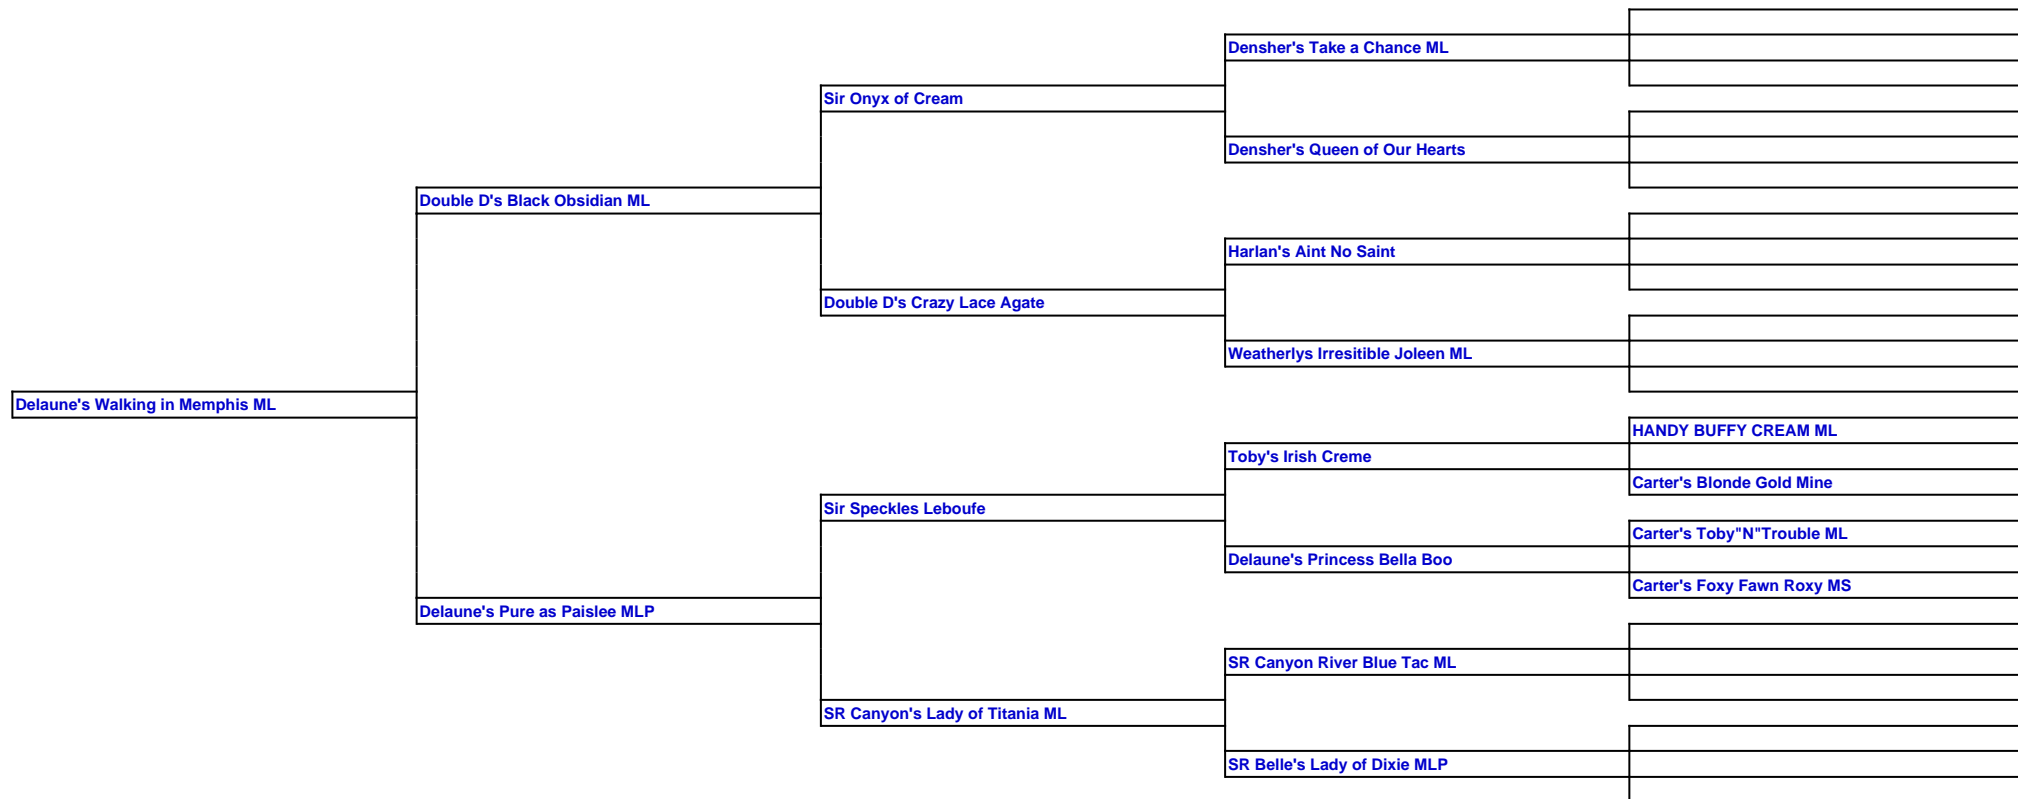 Densher's Take a Chance ML
Sir Onyx of Cream
Densher's Queen of Our Hearts
Double D's Black Obsidian ML
Harlan's Aint No Saint
Double D's Crazy Lace Agate
Weatherlys Irresitible Joleen ML
Delaune's Walking in Memphis ML
HANDY BUFFY CREAM ML
Toby's Irish Creme
Carter's Blonde Gold Mine
Sir Speckles Leboufe
Carter's Toby"N"Trouble ML
Delaune's Princess Bella Boo
Carter's Foxy Fawn Roxy MS
Delaune's Pure as Paislee MLP
SR Canyon River Blue Tac ML
SR Canyon's Lady of Titania ML
SR Belle's Lady of Dixie MLP